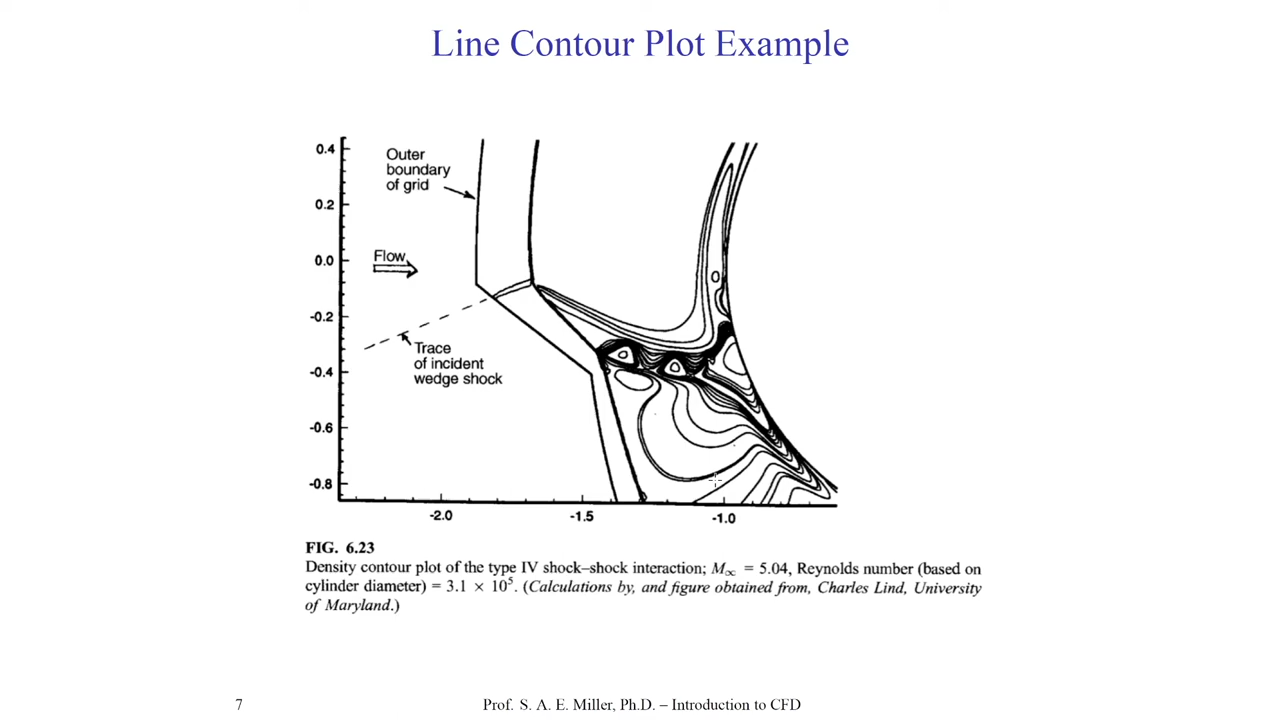 Line Contour Plot Example
0.4
0.2
0.0
-0.2
-0.4
-0.6
-0.8
Outer
boundary
of grid
Flow
Trace
of incident
wedge shock
-2.0
-1.5
-1.0
FIG. 6.23
Density contour plot of the type IV shock–shock interaction; M∞ = 5.04, Reynolds number (based on
cylinder diameter) = 3.1 × 10⁵. (Calculations by, and figure obtained from, Charles Lind, University
of Maryland.)
7
Prof. S. A. E. Miller, Ph.D. – Introduction to CFD